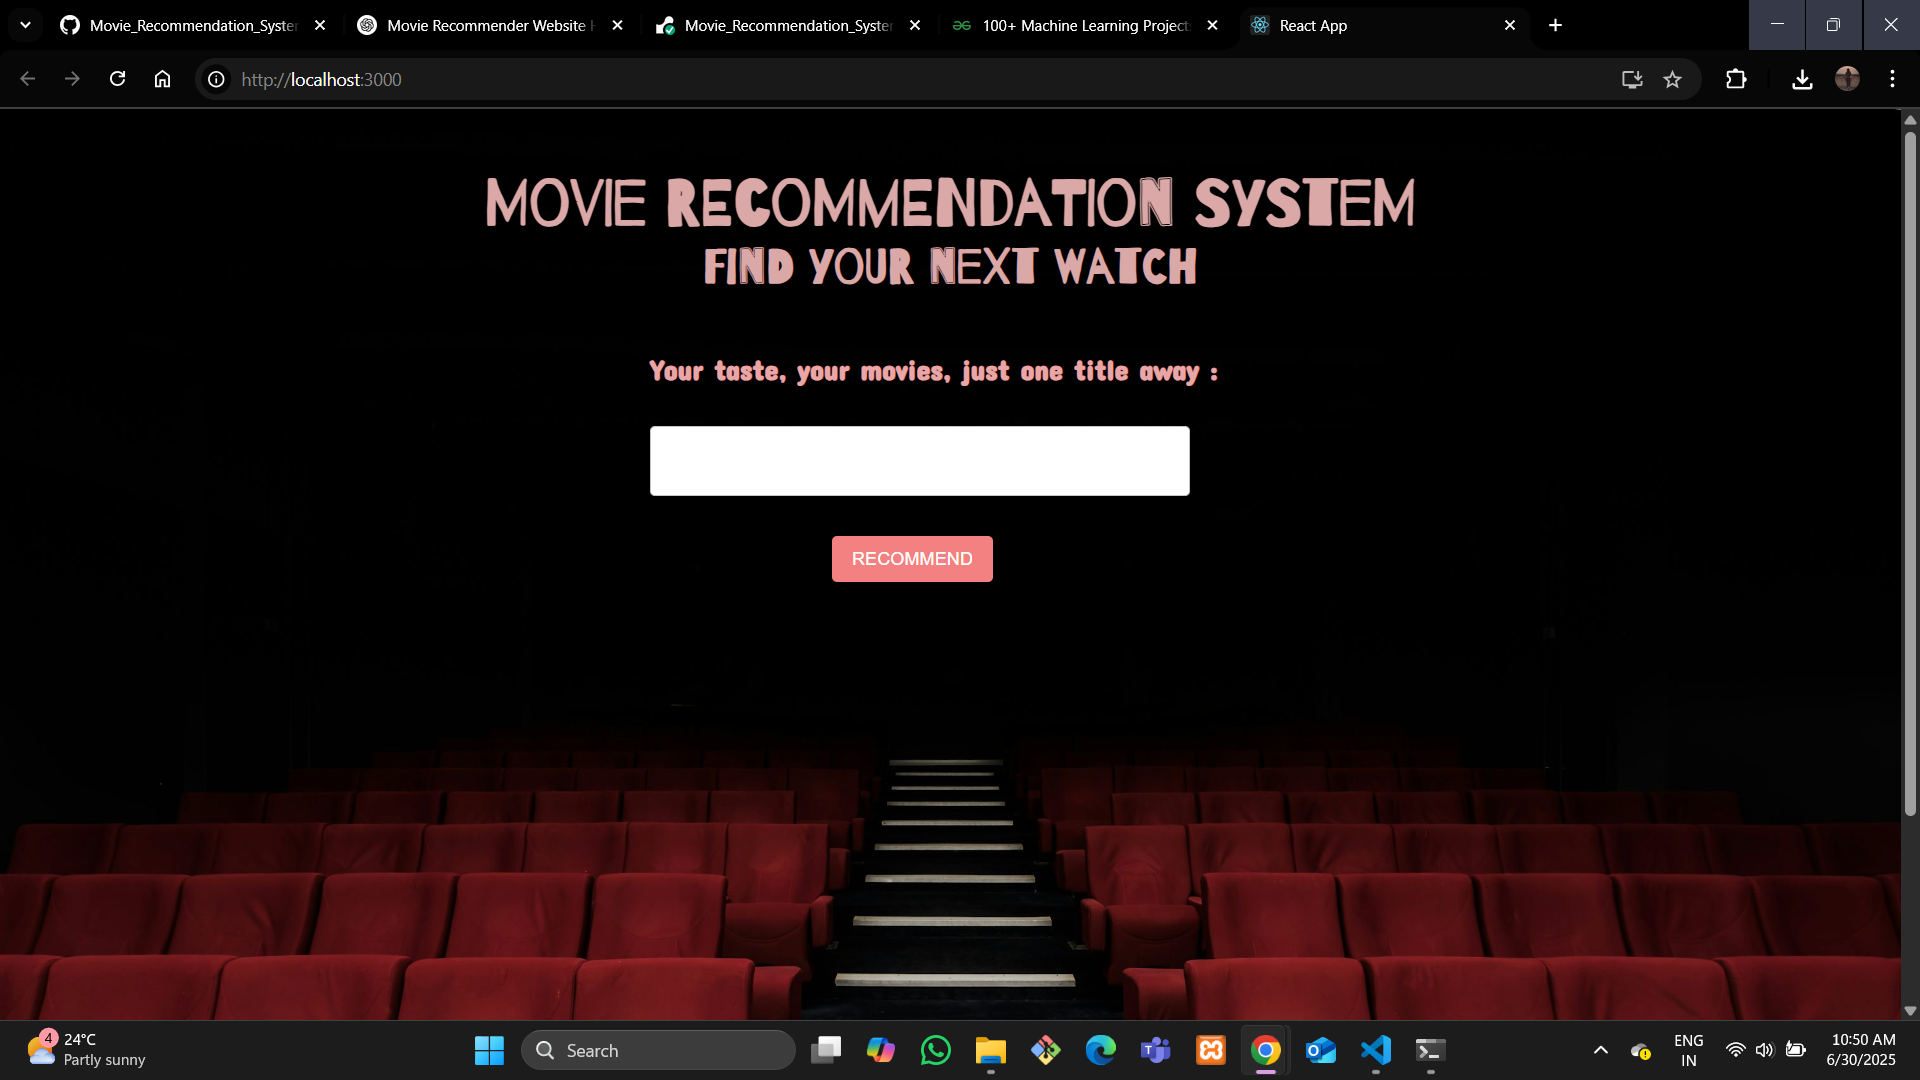 Movie_Recommendation_Syster
Movie Recommender Website H
Movie_Recommendation_Syster
100+ Machine Learning Project
React App
http://localhost:3000
MOVIE RECOMMENDATION SYSTEM
FIND YOUR NEXT WATCH
Your taste, your movies, just one title away :
RECOMMEND
4
24°C
Partly sunny
Search
ENG
IN
10:50 AM
6/30/2025